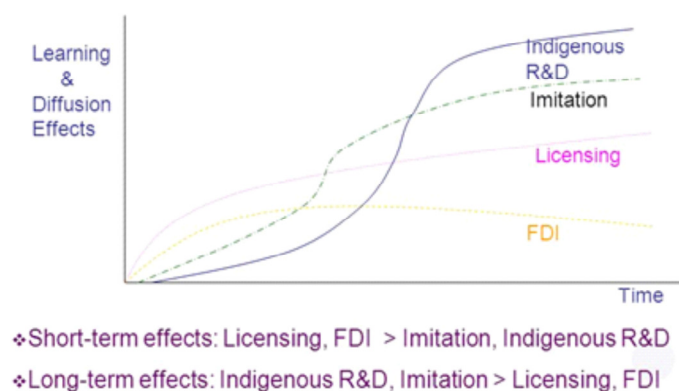 Learning
&
Diffusion
Effects
Indigenous
R&D
Imitation
Licensing
FDI
Time
❖Short-term effects: Licensing, FDI > Imitation, Indigenous R&D
❖Long-term effects: Indigenous R&D, Imitation > Licensing, FDI